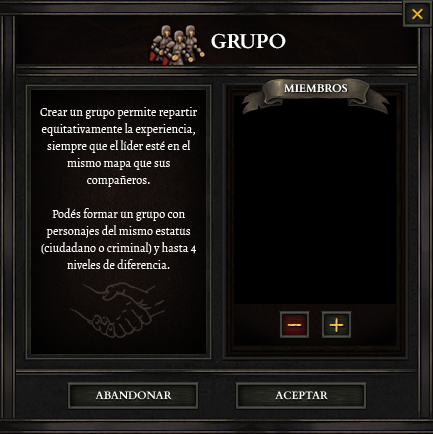 GRUPO
Crear un grupo permite repartir
equitativamente la experiencia,
siempre que el líder esté en el
mismo mapa que sus
compañeros.
Podés formar un grupo con
personajes del mismo estatus
(ciudadano o criminal) y hasta 4
niveles de diferencia.
MIEMBROS
ABANDONAR
ACEPTAR